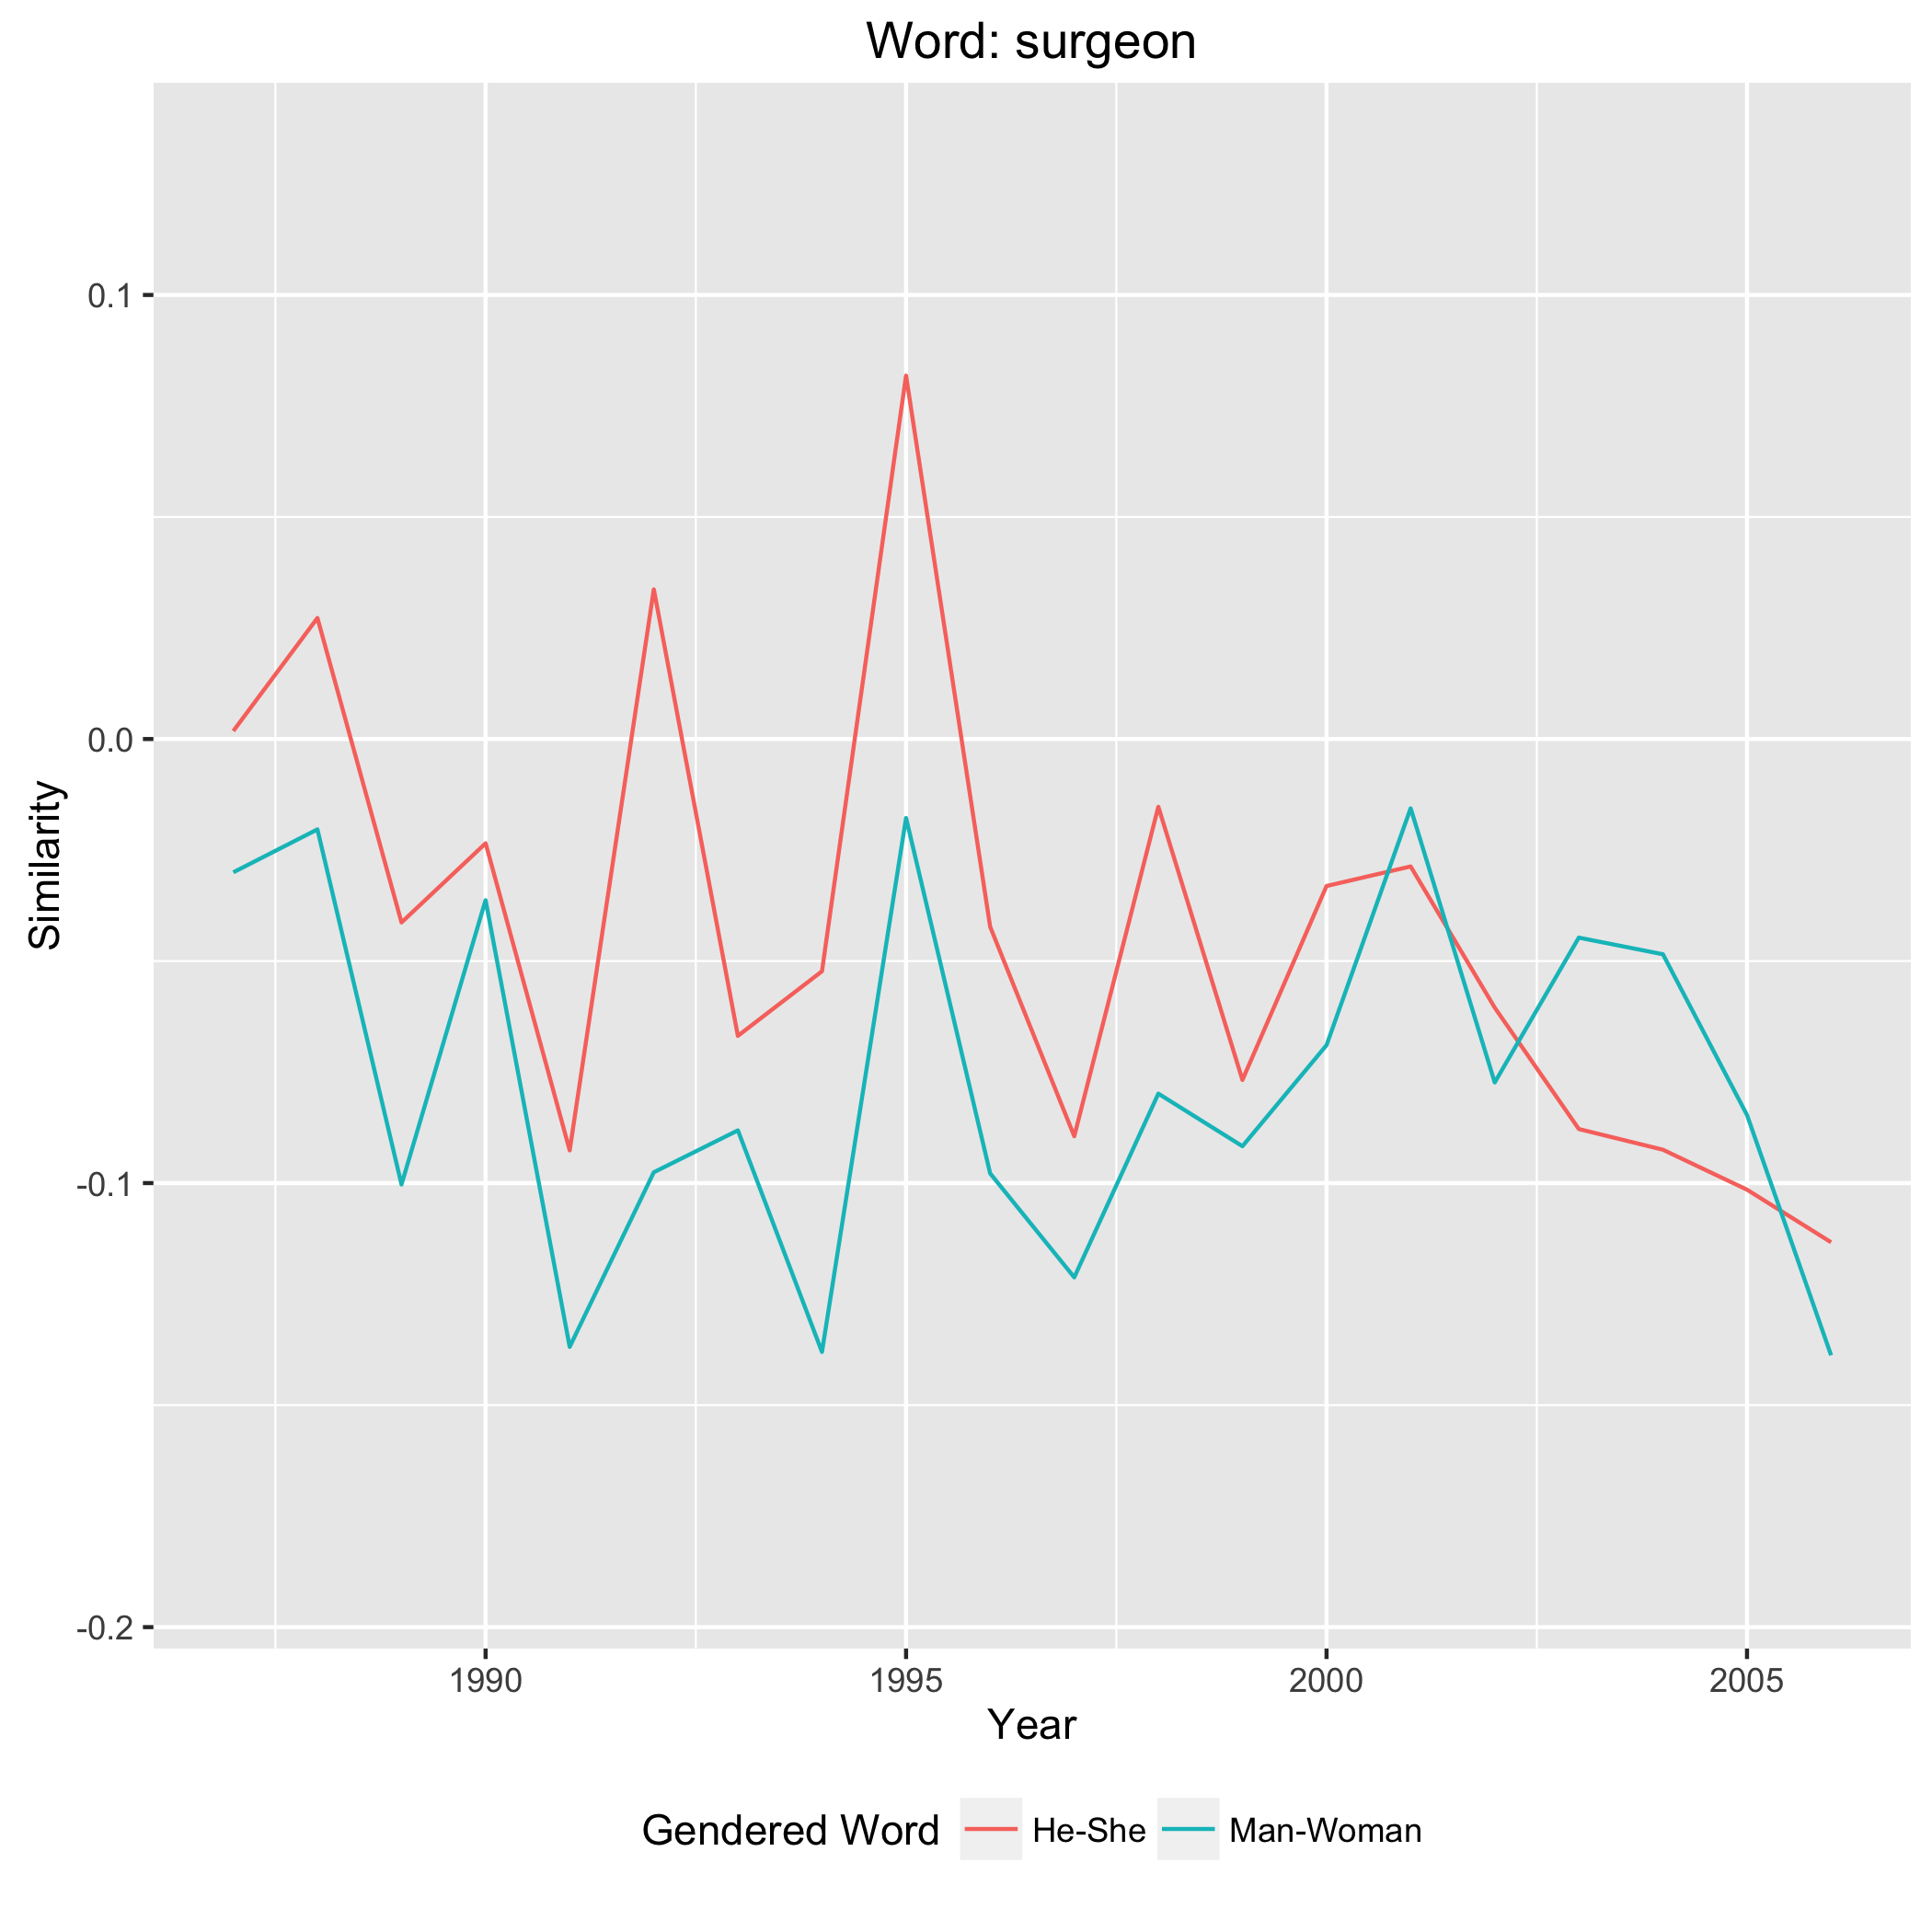 Word: surgeon
0.1
0.0
-0.1
-0.2
Similarity
1990 1995 2000 2005
Year
Gendered Word He-She Man-Woman